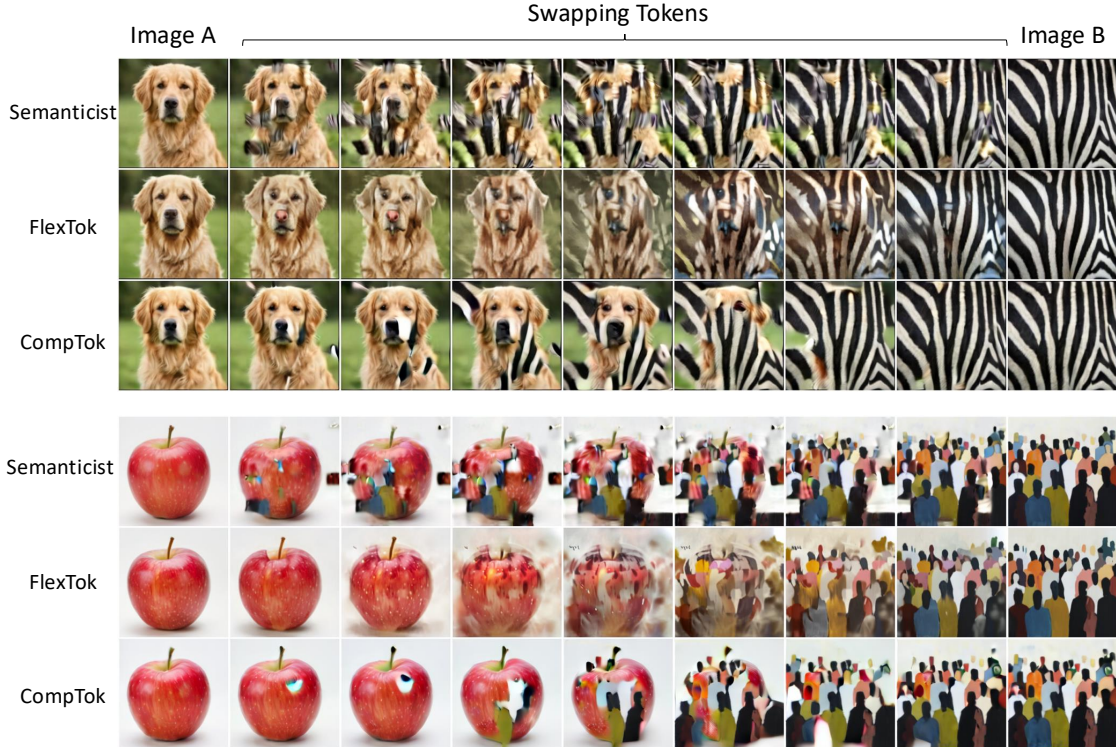 Swapping Tokens
Image A
Image B
Semanticist
FlexTok
CompTok
Semanticist
FlexTok
CompTok